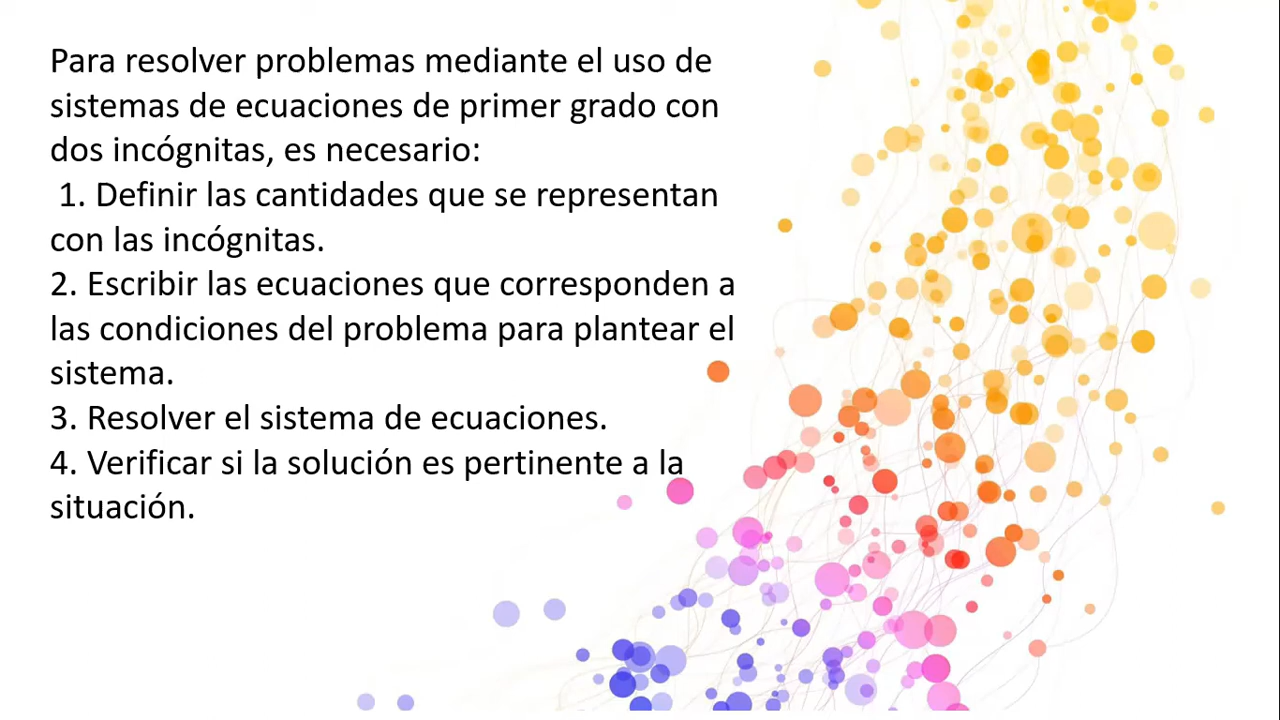 Para resolver problemas mediante el uso de
sistemas de ecuaciones de primer grado con
dos incógnitas, es necesario:
1. Definir las cantidades que se representan
con las incógnitas.
2. Escribir las ecuaciones que corresponden a
las condiciones del problema para plantear el
sistema.
3. Resolver el sistema de ecuaciones.
4. Verificar si la solución es pertinente a la
situación.